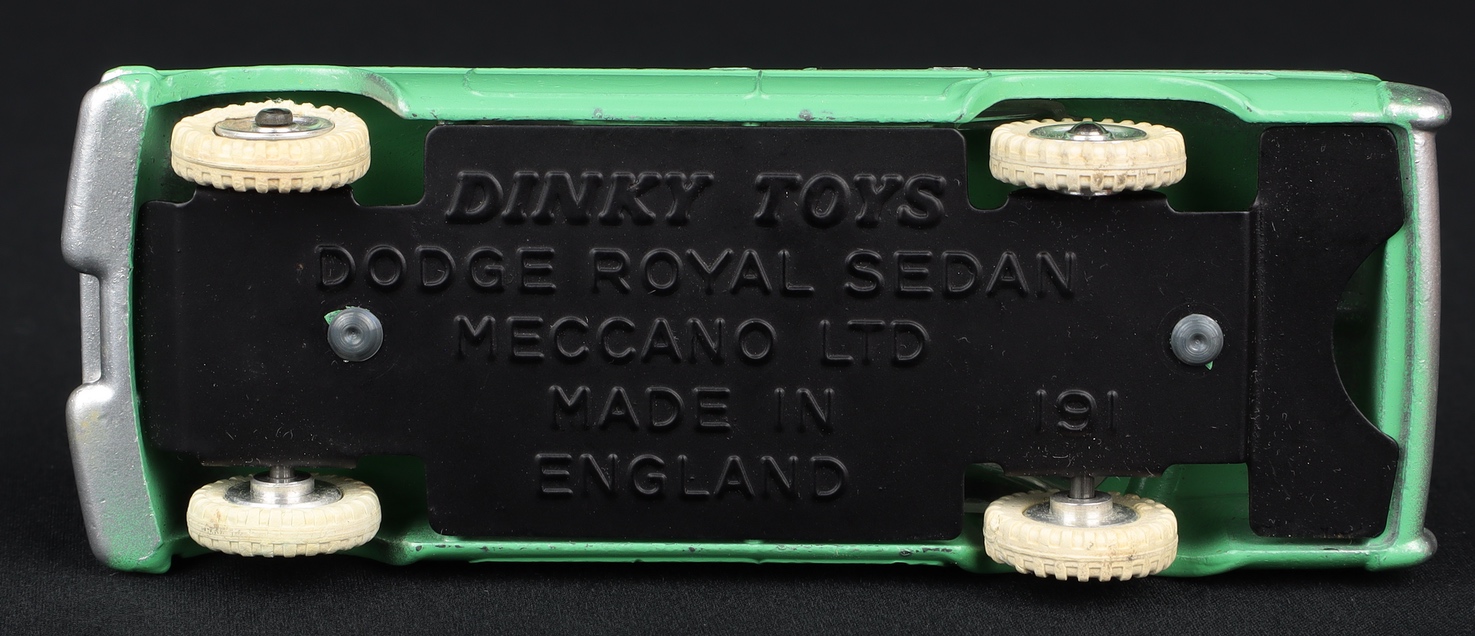 DINKY TOYS
DODGE ROYAL SEDAN
MECCANO LTD
MADE IN
191
ENGLAND